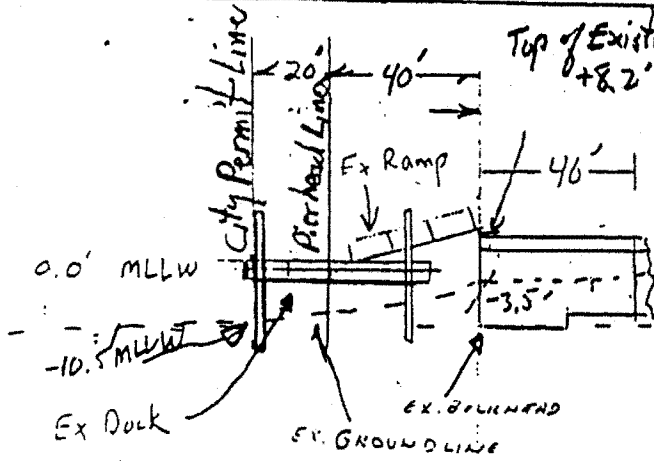 City Permit Line
20'
Pierhead Line
40'
Top of Existi
+8.2'
40'
Ex Ramp
0.0' MLLW
-3.5'
-10.
MLLW
Ex Dock
EX. GROUNDLINE
EX. BULKHEAD